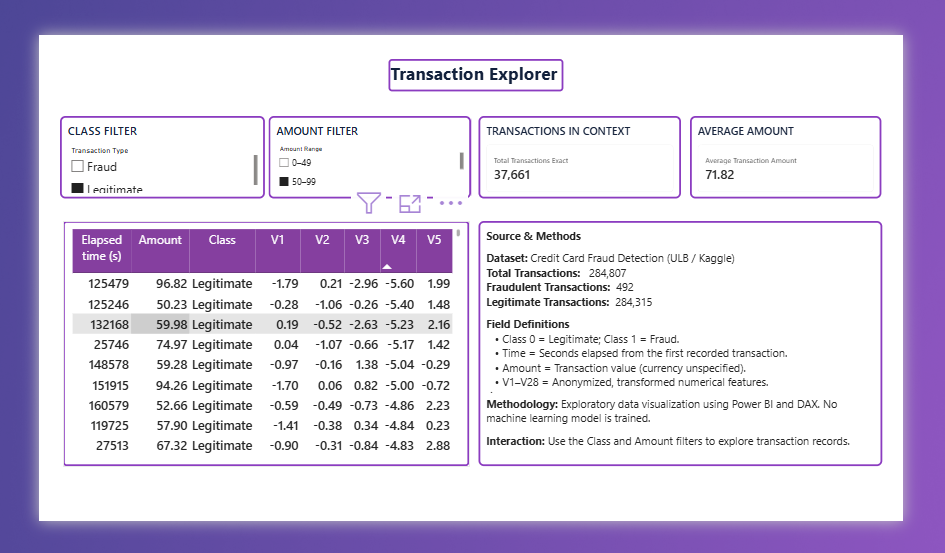 Transaction Explorer
CLASS FILTER
Transaction Type
Fraud
Legitimate
AMOUNT FILTER
Amount Range
0–49
50–99
TRANSACTIONS IN CONTEXT
Total Transactions Exact
37,661
AVERAGE AMOUNT
Average Transaction Amount
71.82
Elapsed time (s) Amount Class V1 V2 V3 V4 V5
125479 96.82 Legitimate -1.79 0.21 -2.96 -5.60 1.99
125246 50.23 Legitimate -0.28 -1.06 -0.26 -5.40 1.48
132168 59.98 Legitimate 0.19 -0.52 -2.63 -5.23 2.16
25746 74.97 Legitimate 0.04 -1.07 -0.66 -5.17 1.42
148578 59.28 Legitimate -0.97 -0.16 1.38 -5.04 -0.29
151915 94.26 Legitimate -1.70 0.06 0.82 -5.00 -0.72
160579 52.66 Legitimate -0.59 -0.49 -0.73 -4.86 2.23
119725 57.90 Legitimate -1.41 -0.38 0.34 -4.84 0.23
27513 67.32 Legitimate -0.90 -0.31 -0.84 -4.83 2.88
Source & Methods
Dataset: Credit Card Fraud Detection (ULB / Kaggle)
Total Transactions: 284,807
Fraudulent Transactions: 492
Legitimate Transactions: 284,315
Field Definitions
• Class 0 = Legitimate; Class 1 = Fraud.
• Time = Seconds elapsed from the first recorded transaction.
• Amount = Transaction value (currency unspecified).
• V1–V28 = Anonymized, transformed numerical features.
Methodology: Exploratory data visualization using Power BI and DAX. No
machine learning model is trained.
Interaction: Use the Class and Amount filters to explore transaction records.